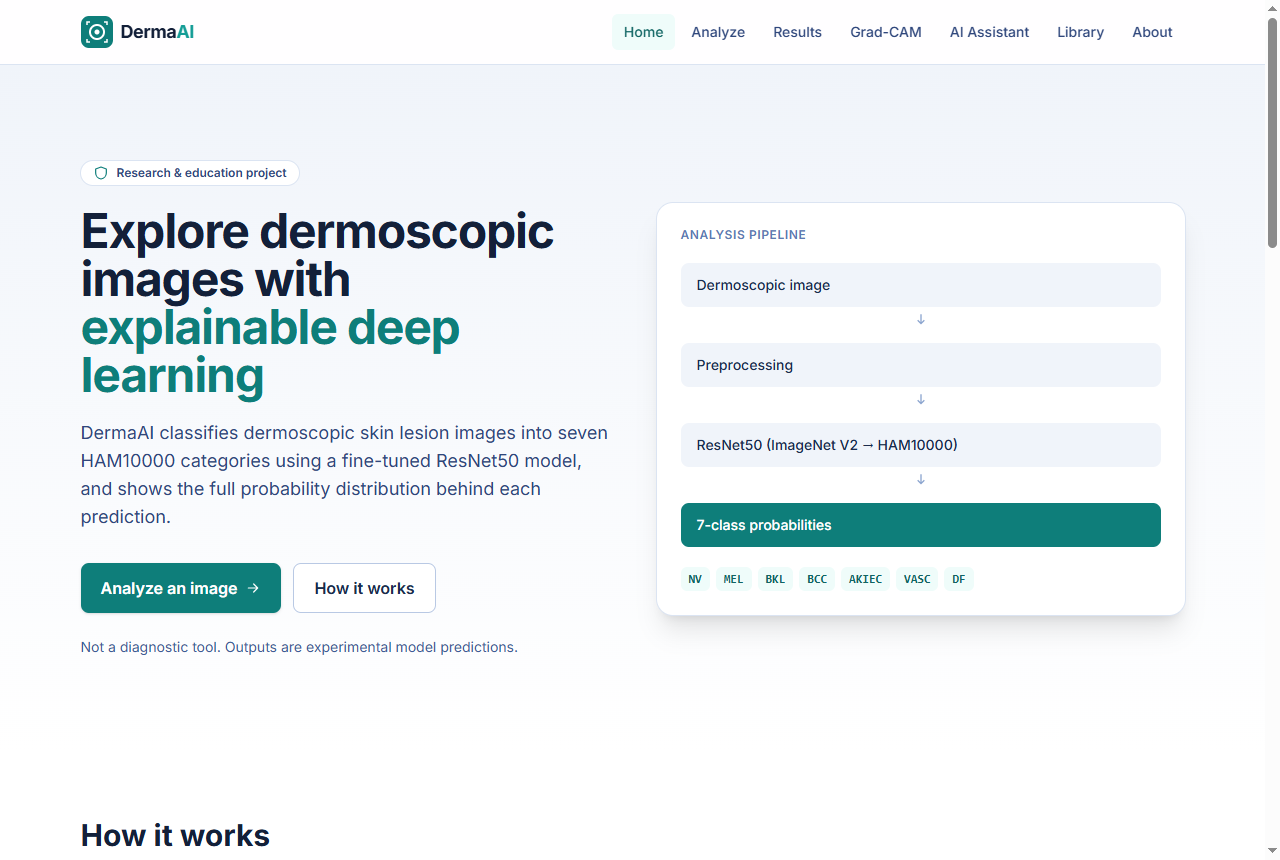 DermaAI
Home Analyze Results Grad-CAM AI Assistant Library About
Research & education project
Explore dermoscopic
images with
explainable deep
learning
DermaAI classifies dermoscopic skin lesion images into seven
HAM10000 categories using a fine-tuned ResNet50 model,
and shows the full probability distribution behind each
prediction.
Analyze an image →
How it works
Not a diagnostic tool. Outputs are experimental model predictions.
ANALYSIS PIPELINE
Dermoscopic image
↓
Preprocessing
↓
ResNet50 (ImageNet V2 → HAM10000)
↓
7-class probabilities
NV MEL BKL BCC AKIEC VASC DF
How it works